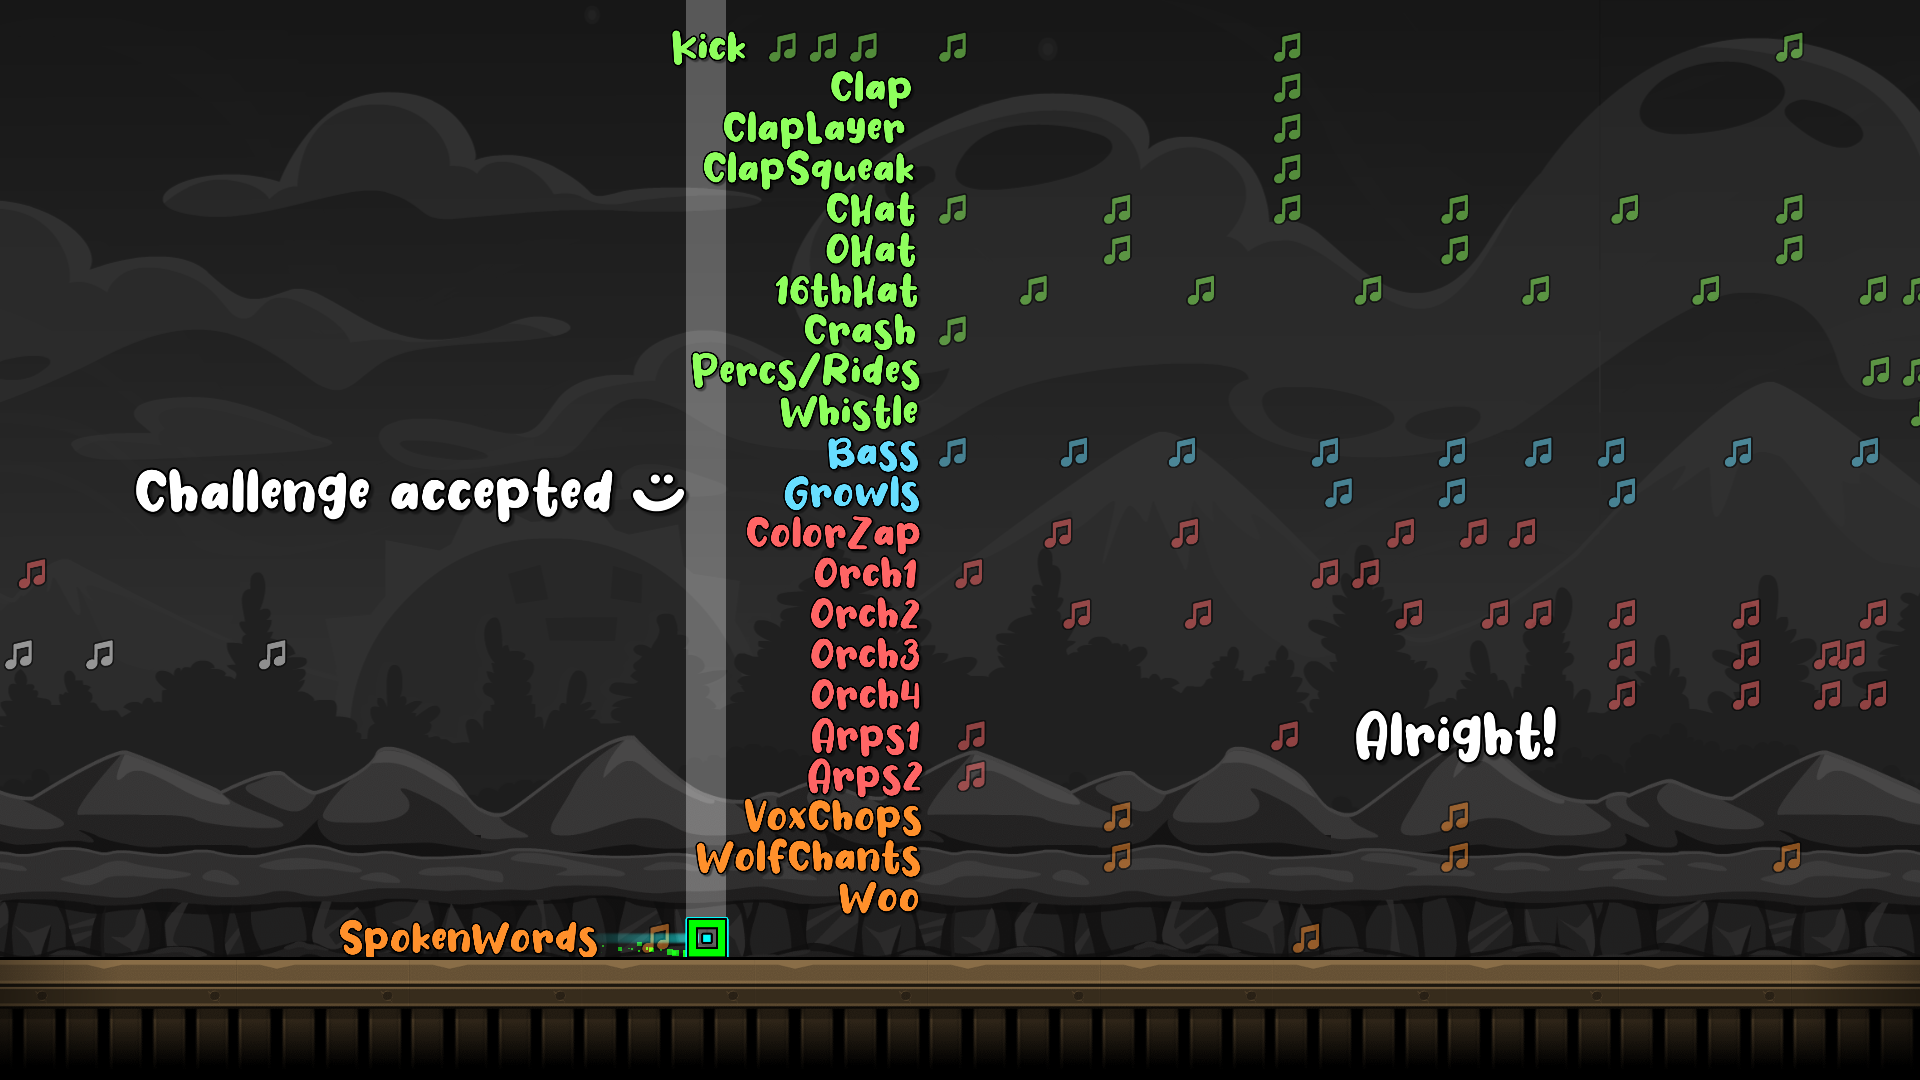 Kick
Clap
ClapLayer
ClapSqueak
CHat
OHat
16thHat
Crash
Percs/Rides
Whistle
Bass
Challenge accepted
Growls
ColorZap
Orch1
Orch2
Orch3
Orch4
Arps1
Alright!
Arps2
VoxChops
WolfChants
Woo
SpokenWords